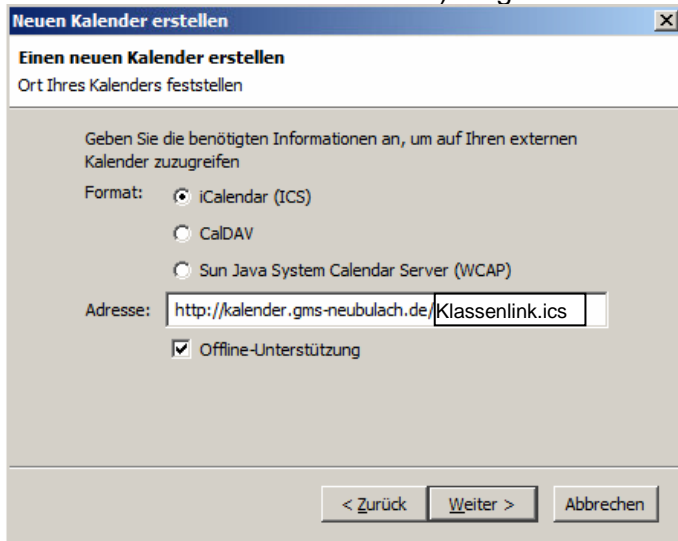 Neuen Kalender erstellen
Einen neuen Kalender erstellen
Ort Ihres Kalenders feststellen
Geben Sie die benötigten Informationen an, um auf Ihren externen
Kalender zuzugreifen
Format: iCalendar (ICS)
CalDAV
Sun Java System Calendar Server (WCAP)
Adresse: http://kalender.gms-neubulach.de/Klassenlink.ics
Offline-Unterstützung
< Zurück Weiter > Abbrechen